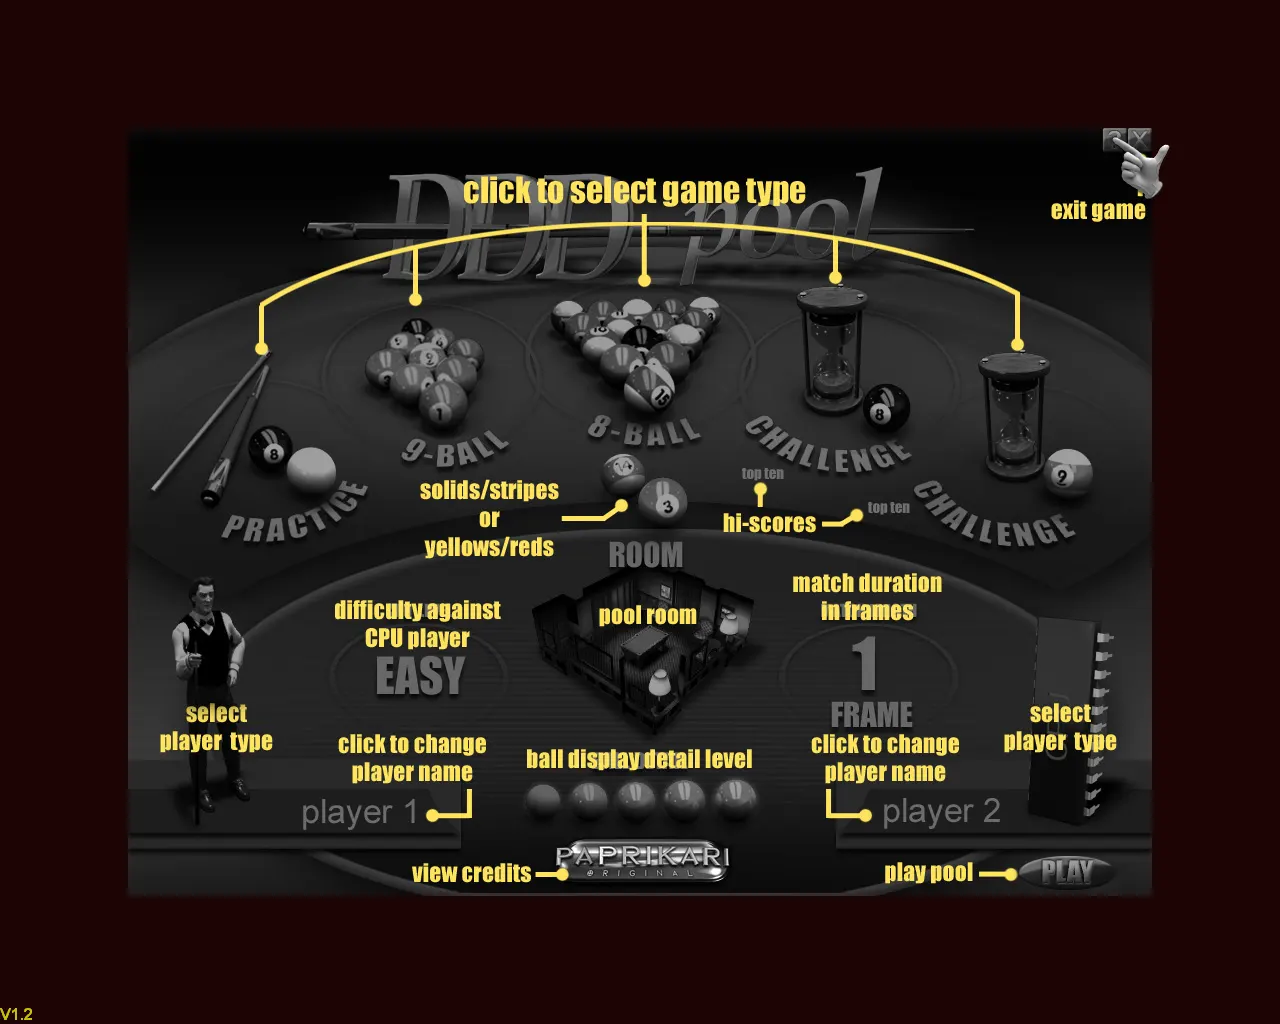 DDD-pool
click to select game type
? X
exit game
9-BALL
8-BALL
CHALLENGE
PRACTICE
CHALLENGE
top ten
top ten
hi-scores
solids/stripes
or
yellows/reds
ROOM
pool room
difficulty against
CPU player
EASY
match duration
in frames
1
FRAME
select
player type
select
player type
click to change
player name
click to change
player name
ball display detail level
player 1
player 2
view credits
PAPRIKARI
ORIGINAL
play pool
PLAY
V1.2